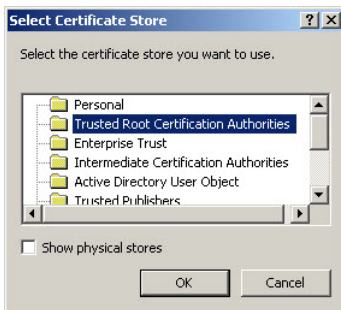 Select Certificate Store
Select the certificate store you want to use.
Personal
Trusted Root Certification Authorities
Enterprise Trust
Intermediate Certification Authorities
Active Directory User Object
Trusted Publishers
Show physical stores
OK Cancel